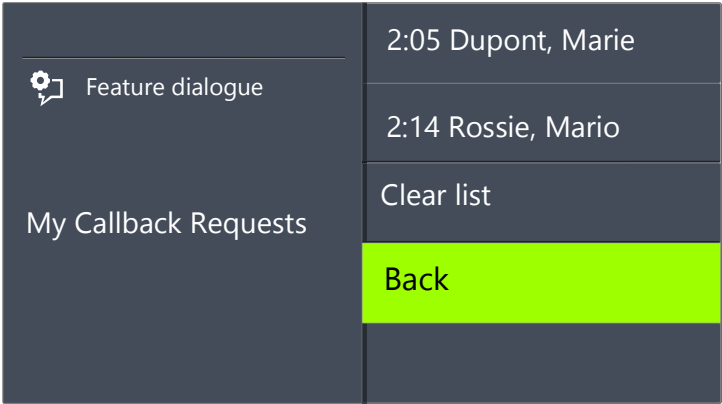 Feature dialogue
My Callback Requests
2:05 Dupont, Marie
2:14 Rossie, Mario
Clear list
Back